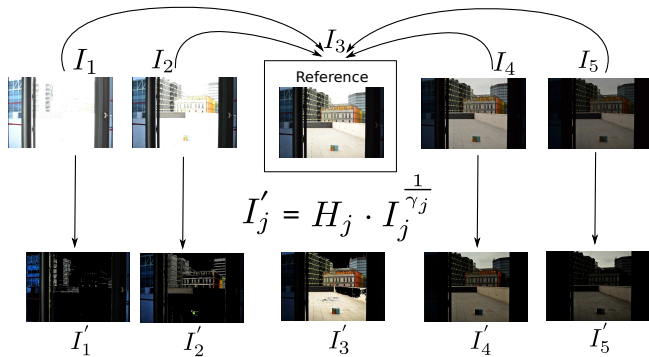 I₁ I₂ I₃ I₄ I₅
Reference
I'ⱼ = Hⱼ · Iⱼ^(1/γⱼ)
I'₁ I'₂ I'₃ I'₄ I'₅